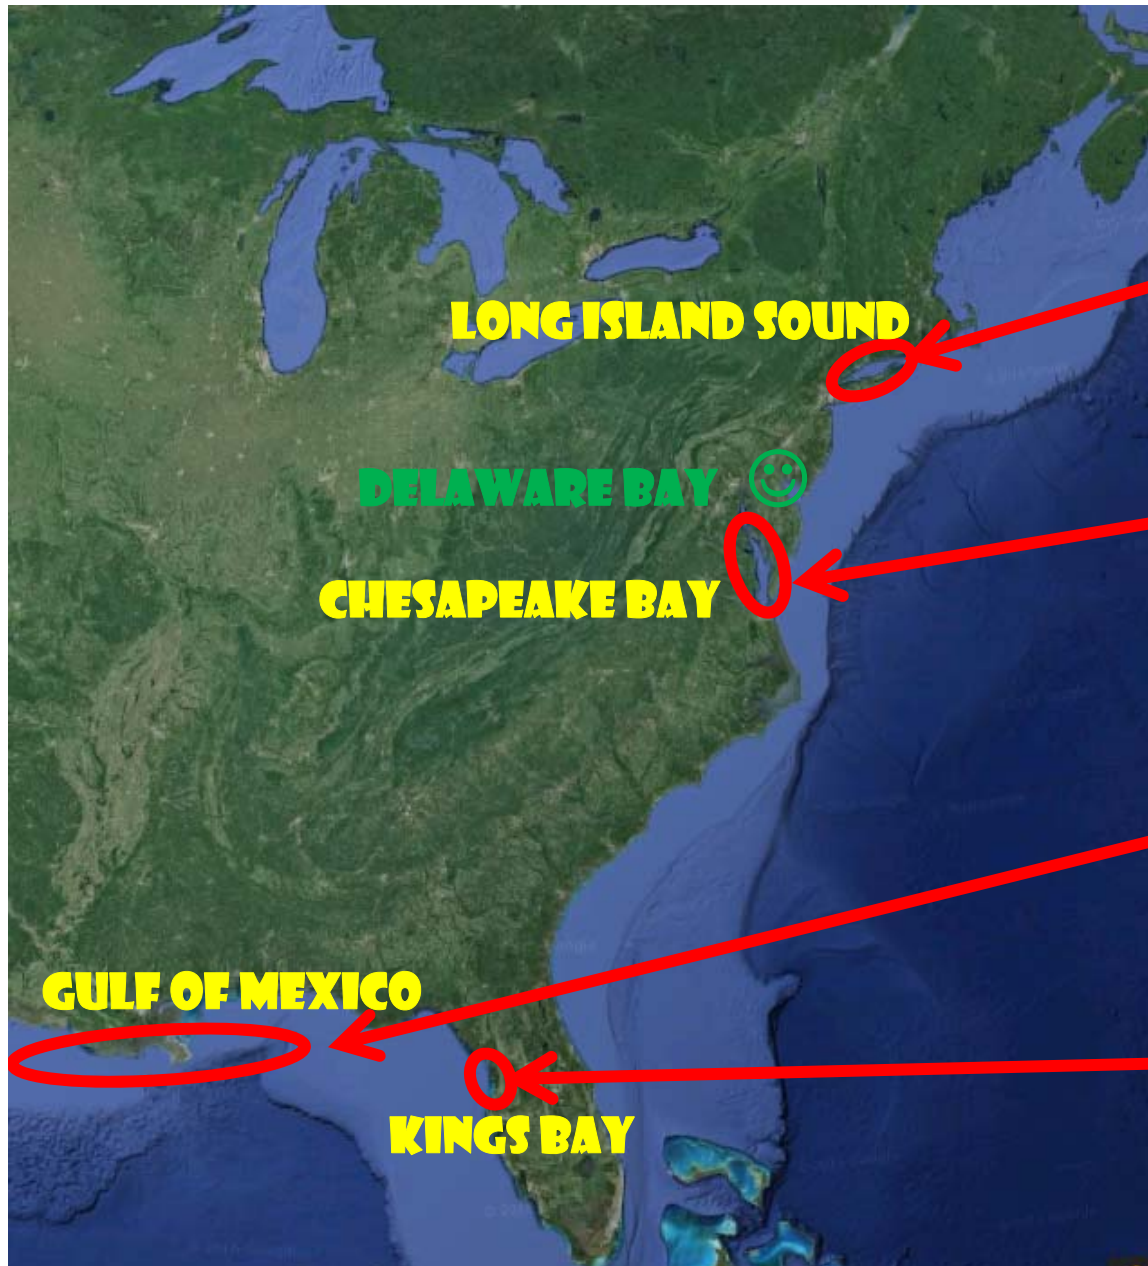 LONG ISLAND SOUND
DELAWARE BAY
CHESAPEAKE BAY
GULF OF MEXICO
KINGS BAY